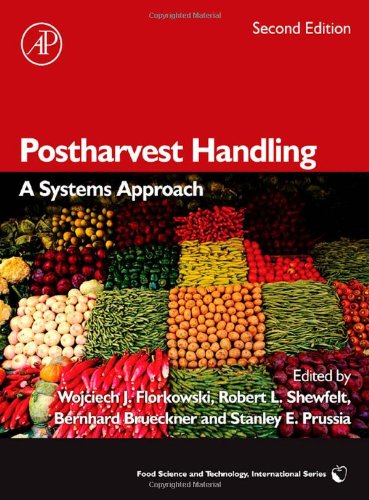 AP
Second Edition
Postharvest Handling
A Systems Approach
Edited by
Wojciech J. Florkowski, Robert L. Shewfelt,
Bernhard Brueckner and Stanley E. Prussia
Food Science and Technology, International Series